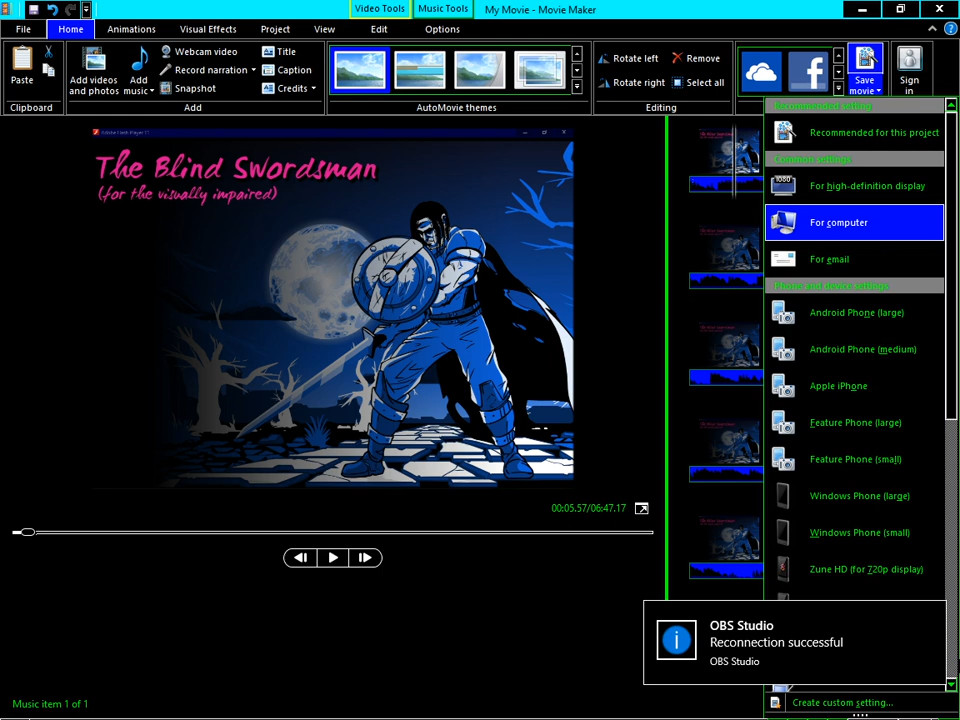 Video Tools
Music Tools
My Movie - Movie Maker
File
Home
Animations
Visual Effects
Project
View
Edit
Options
Paste
Clipboard
Add videos
and photos
Add
music
Webcam video
Record narration
Snapshot
Title
Caption
Credits
Add
AutoMovie themes
Rotate left
Rotate right
Remove
Select all
Editing
Save
movie
Sign
in
Adobe Flash Player 11
The Blind Swordsman
(for the visually impaired)
00:05.57/06:47.17
Recommended setting
Recommended for this project
Common settings
For high-definition display
1080
For computer
For email
Phone and device settings
Android Phone (large)
Android Phone (medium)
Apple iPhone
Feature Phone (large)
Feature Phone (small)
Windows Phone (large)
Windows Phone (small)
Zune HD (for 720p display)
OBS Studio
Reconnection successful
OBS Studio
Create custom setting...
Music item 1 of 1